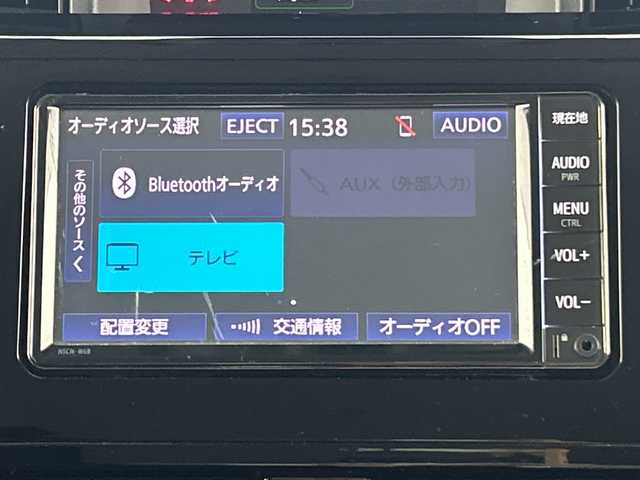 オーディオソース選択 EJECT 15:38 AUDIO
その他のソース く
Bluetoothオーディオ
AUX（外部入力）
テレビ
配置変更 交通情報 オーディオOFF
現在地
AUDIO
PWR
MENU
CTRL
VOL+
VOL−
NSCN-W68